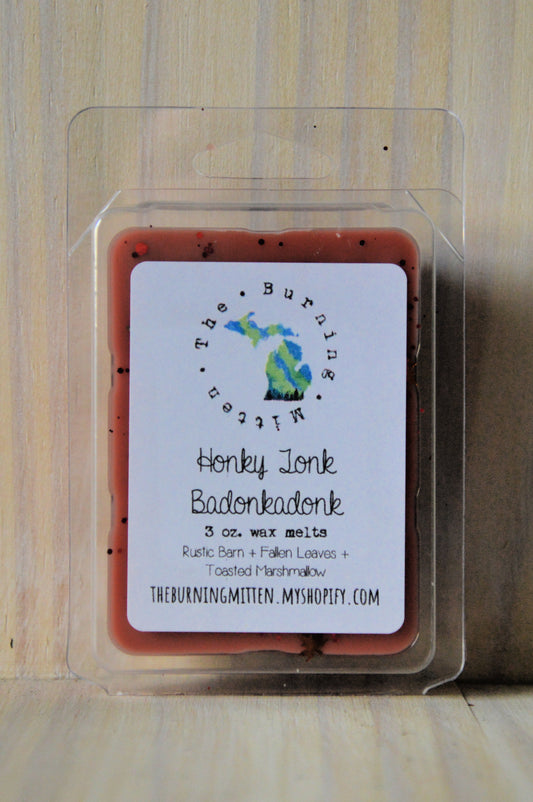 The • Burning • Mitten •
Honky Tonk
Badonkadonk
3 oz. wax melts
Rustic Barn + Fallen Leaves +
Toasted Marshmallow
THEBURNINGMITTEN.MYSHOPIFY.COM